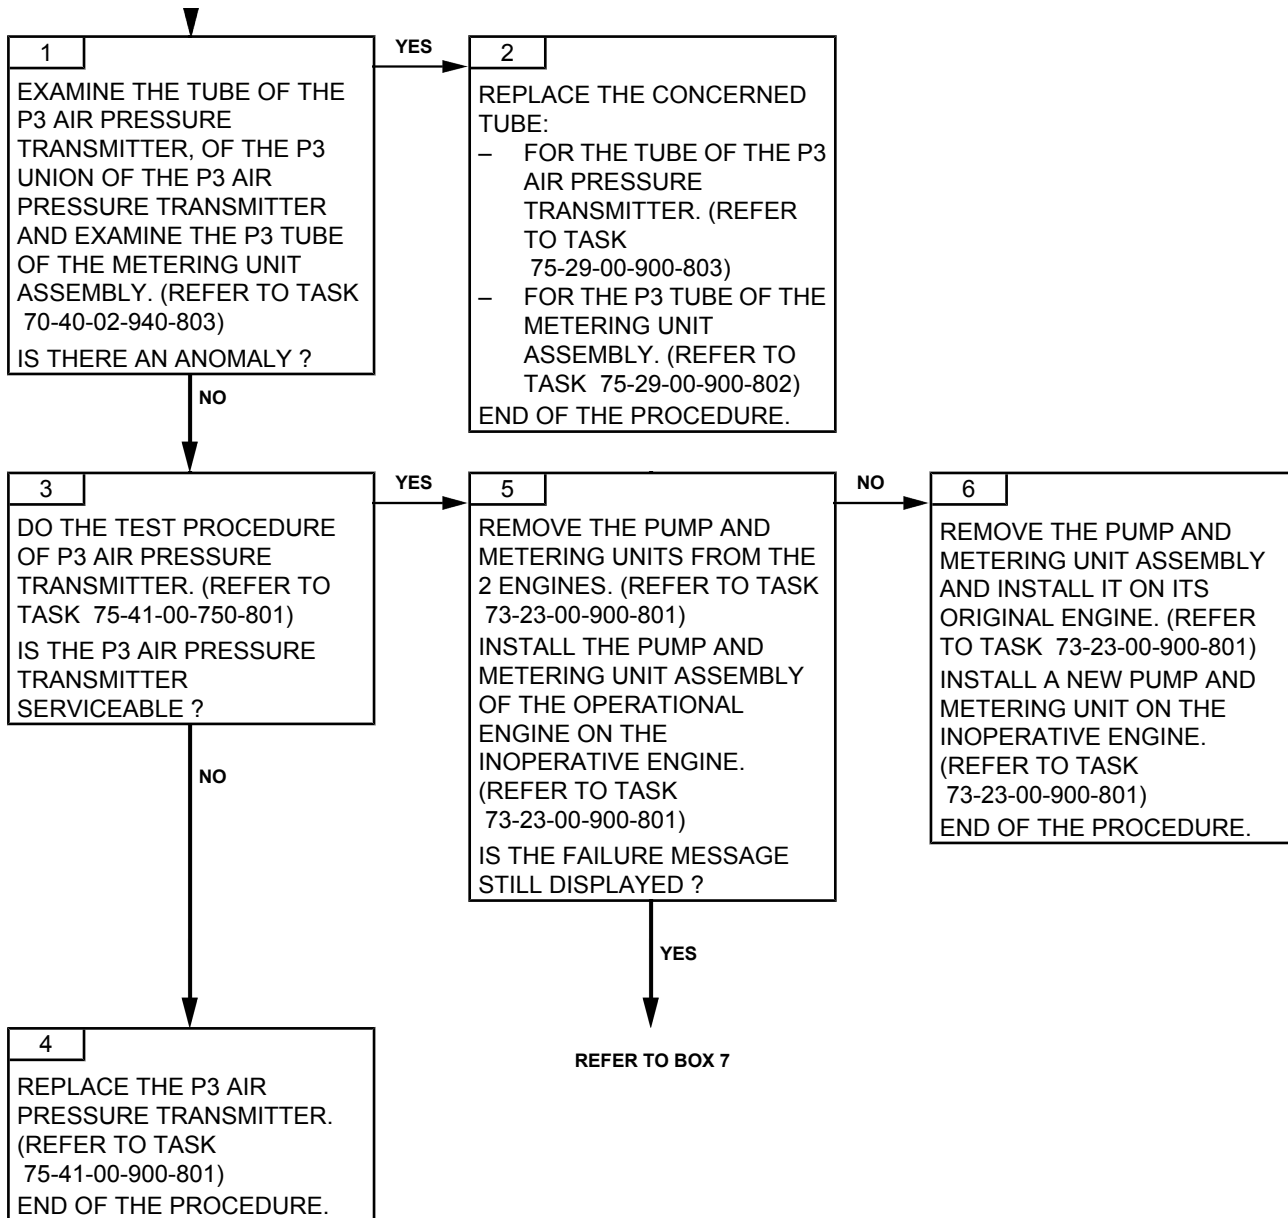 1
EXAMINE THE TUBE OF THE
P3 AIR PRESSURE
TRANSMITTER, OF THE P3
UNION OF THE P3 AIR
PRESSURE TRANSMITTER
AND EXAMINE THE P3 TUBE
OF THE METERING UNIT
ASSEMBLY. (REFER TO TASK
70-40-02-940-803)
IS THERE AN ANOMALY ?
YES
NO
2
REPLACE THE CONCERNED
TUBE:
– FOR THE TUBE OF THE P3
AIR PRESSURE
TRANSMITTER. (REFER
TO TASK
75-29-00-900-803)
– FOR THE P3 TUBE OF THE
METERING UNIT
ASSEMBLY. (REFER TO
TASK 75-29-00-900-802)
END OF THE PROCEDURE.
3
DO THE TEST PROCEDURE
OF P3 AIR PRESSURE
TRANSMITTER. (REFER TO
TASK 75-41-00-750-801)
IS THE P3 AIR PRESSURE
TRANSMITTER
SERVICEABLE ?
YES
NO
5
REMOVE THE PUMP AND
METERING UNITS FROM THE
2 ENGINES. (REFER TO TASK
73-23-00-900-801)
INSTALL THE PUMP AND
METERING UNIT ASSEMBLY
OF THE OPERATIONAL
ENGINE ON THE
INOPERATIVE ENGINE.
(REFER TO TASK
73-23-00-900-801)
IS THE FAILURE MESSAGE
STILL DISPLAYED ?
NO
YES
REFER TO BOX 7
6
REMOVE THE PUMP AND
METERING UNIT ASSEMBLY
AND INSTALL IT ON ITS
ORIGINAL ENGINE. (REFER
TO TASK 73-23-00-900-801)
INSTALL A NEW PUMP AND
METERING UNIT ON THE
INOPERATIVE ENGINE.
(REFER TO TASK
73-23-00-900-801)
END OF THE PROCEDURE.
4
REPLACE THE P3 AIR
PRESSURE TRANSMITTER.
(REFER TO TASK
75-41-00-900-801)
END OF THE PROCEDURE.